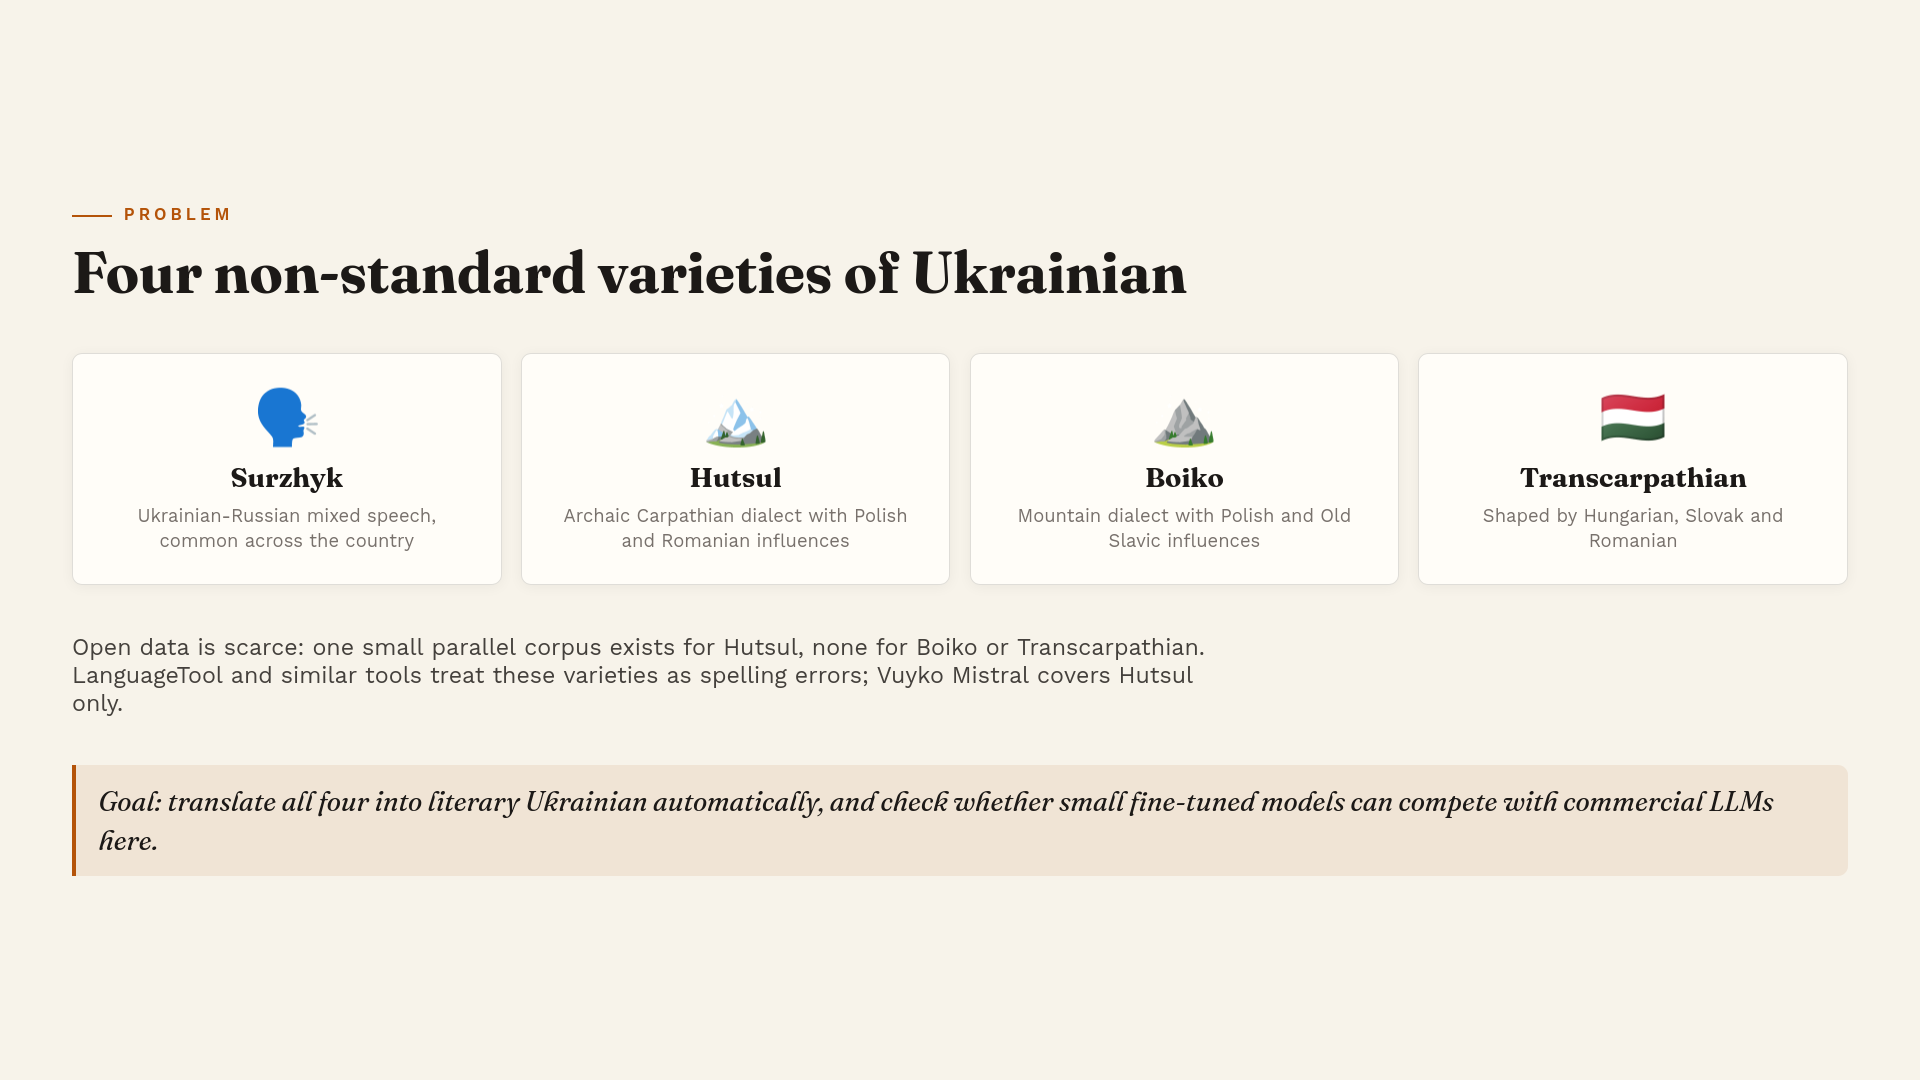 PROBLEM
Four non-standard varieties of Ukrainian
Surzhyk
Ukrainian-Russian mixed speech,
common across the country
Hutsul
Archaic Carpathian dialect with Polish
and Romanian influences
Boiko
Mountain dialect with Polish and Old
Slavic influences
Transcarpathian
Shaped by Hungarian, Slovak and
Romanian
Open data is scarce: one small parallel corpus exists for Hutsul, none for Boiko or Transcarpathian.
LanguageTool and similar tools treat these varieties as spelling errors; Vuyko Mistral covers Hutsul
only.
Goal: translate all four into literary Ukrainian automatically, and check whether small fine-tuned models can compete with commercial LLMs
here.